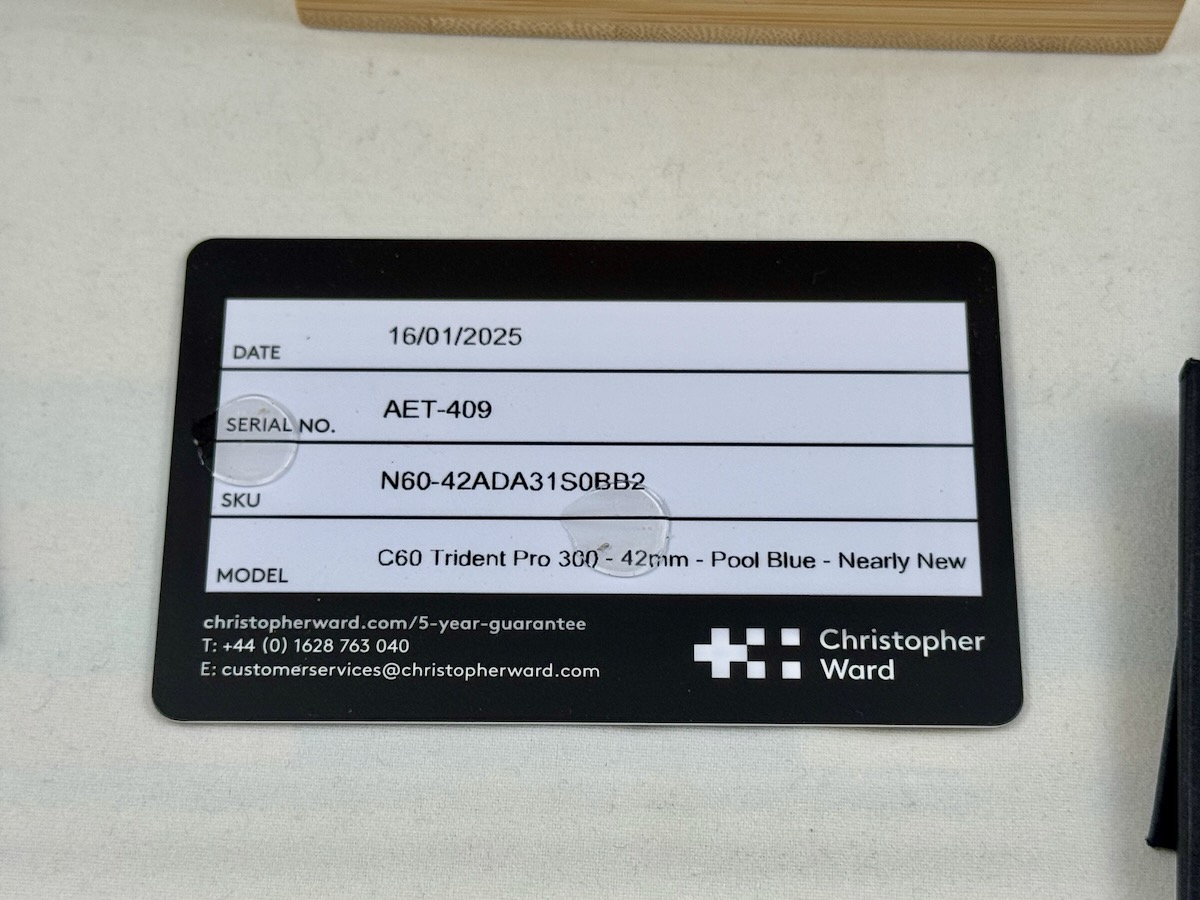 DATE 16/01/2025
SERIAL NO. AET-409
SKU N60-42ADA31S0BB2
MODEL C60 Trident Pro 300 - 42mm - Pool Blue - Nearly New
christopherward.com/5-year-guarantee
T: +44 (0) 1628 763 040
E: customerservices@christopherward.com
Christopher
Ward